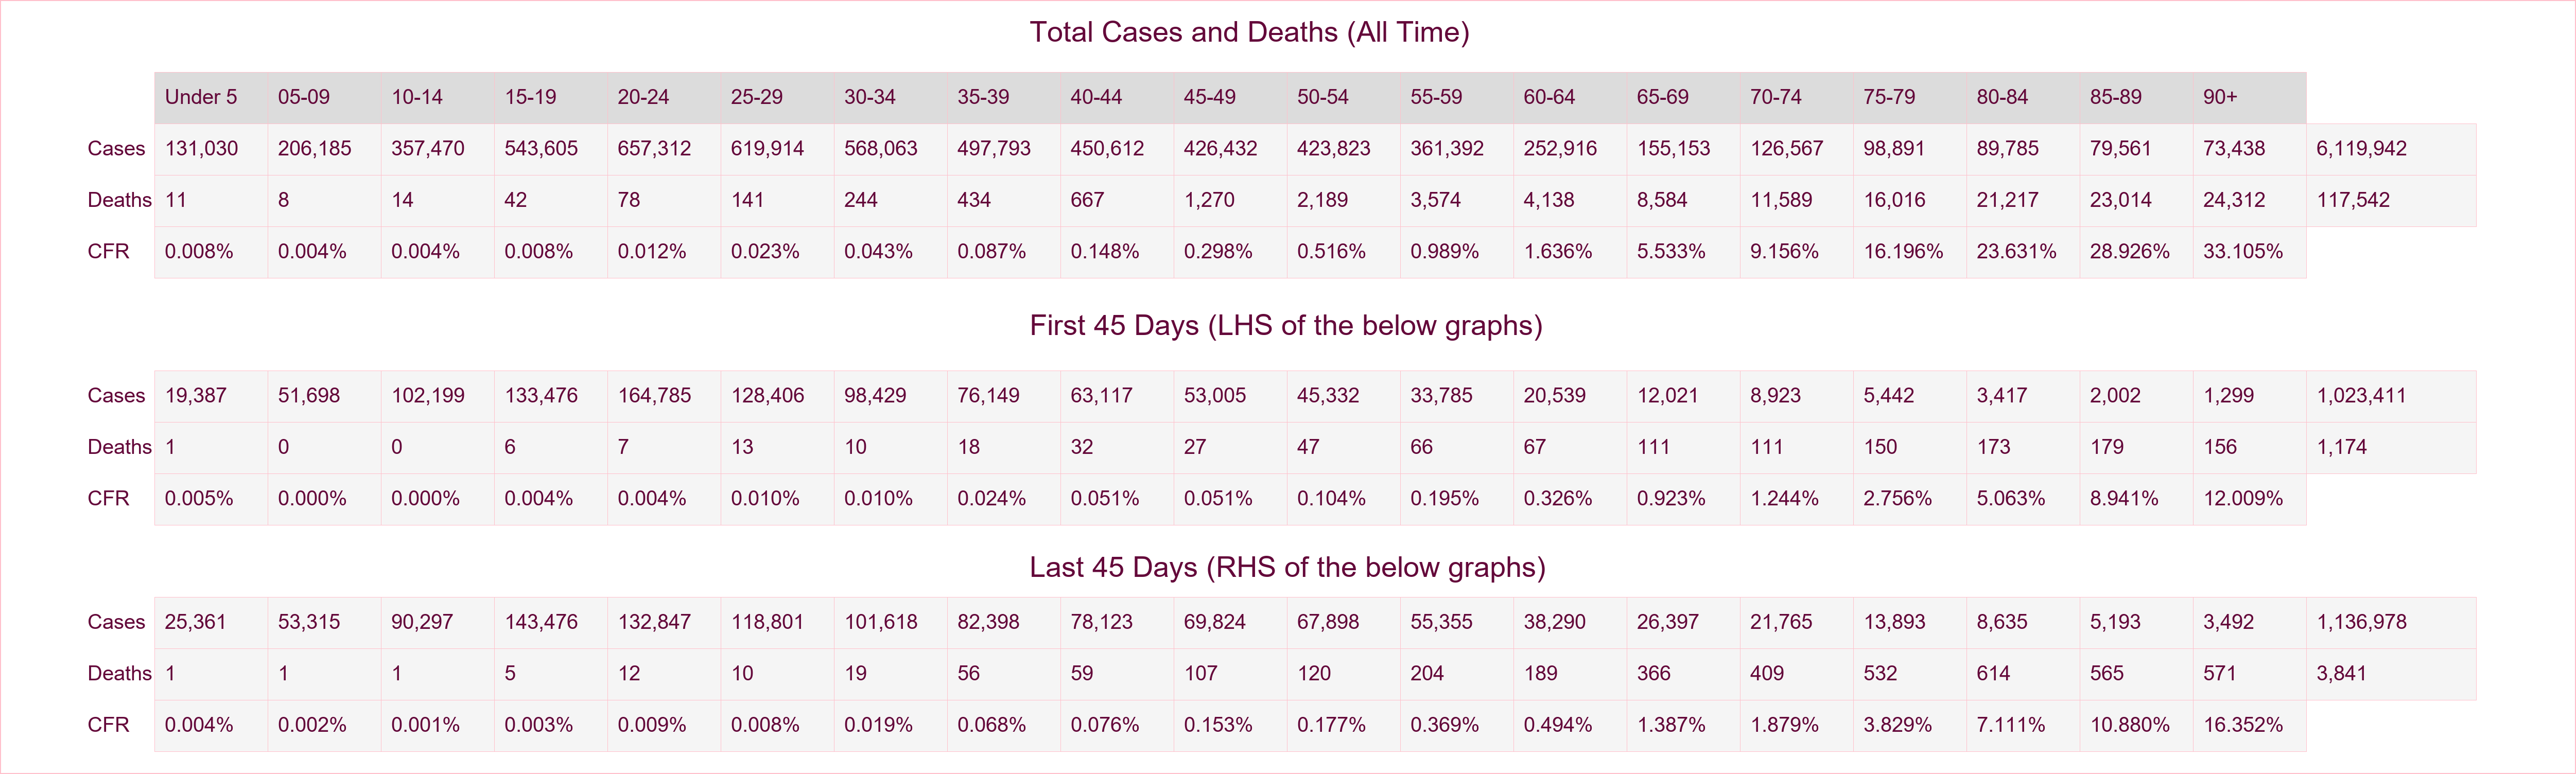 Total Cases and Deaths (All Time)
Under 5 05-09 10-14 15-19 20-24 25-29 30-34 35-39 40-44 45-49 50-54 55-59 60-64 65-69 70-74 75-79 80-84 85-89 90+
Cases 131,030 206,185 357,470 543,605 657,312 619,914 568,063 497,793 450,612 426,432 423,823 361,392 252,916 155,153 126,567 98,891 89,785 79,561 73,438 6,119,942
Deaths 11 8 14 42 78 141 244 434 667 1,270 2,189 3,574 4,138 8,584 11,589 16,016 21,217 23,014 24,312 117,542
CFR 0.008% 0.004% 0.004% 0.008% 0.012% 0.023% 0.043% 0.087% 0.148% 0.298% 0.516% 0.989% 1.636% 5.533% 9.156% 16.196% 23.631% 28.926% 33.105%
First 45 Days (LHS of the below graphs)
Cases 19,387 51,698 102,199 133,476 164,785 128,406 98,429 76,149 63,117 53,005 45,332 33,785 20,539 12,021 8,923 5,442 3,417 2,002 1,299 1,023,411
Deaths 1 0 0 6 7 13 10 18 32 27 47 66 67 111 111 150 173 179 156 1,174
CFR 0.005% 0.000% 0.000% 0.004% 0.004% 0.010% 0.010% 0.024% 0.051% 0.051% 0.104% 0.195% 0.326% 0.923% 1.244% 2.756% 5.063% 8.941% 12.009%
Last 45 Days (RHS of the below graphs)
Cases 25,361 53,315 90,297 143,476 132,847 118,801 101,618 82,398 78,123 69,824 67,898 55,355 38,290 26,397 21,765 13,893 8,635 5,193 3,492 1,136,978
Deaths 1 1 1 5 12 10 19 56 59 107 120 204 189 366 409 532 614 565 571 3,841
CFR 0.004% 0.002% 0.001% 0.003% 0.009% 0.008% 0.019% 0.068% 0.076% 0.153% 0.177% 0.369% 0.494% 1.387% 1.879% 3.829% 7.111% 10.880% 16.352%